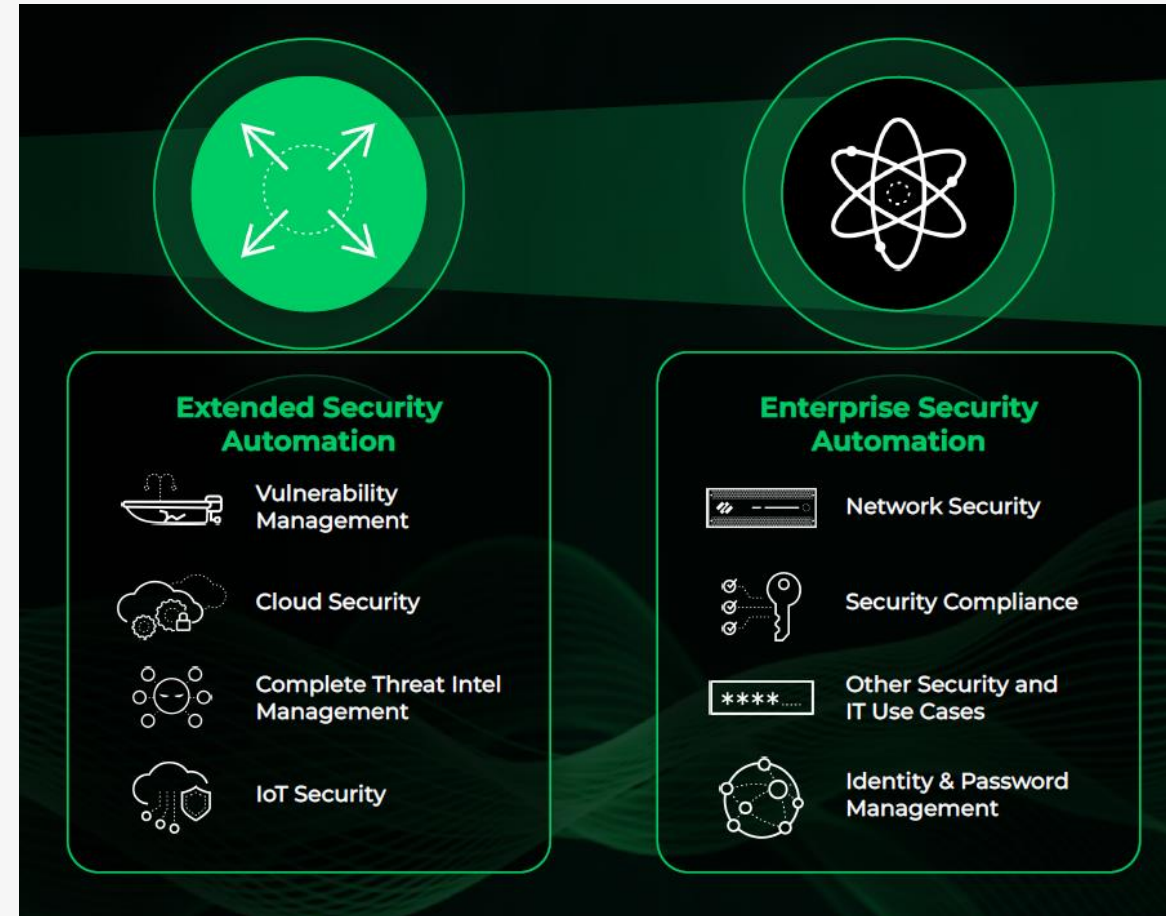 Extended Security
Automation
Vulnerability
Management
Cloud Security
Complete Threat Intel
Management
IoT Security
Enterprise Security
Automation
Network Security
Security Compliance
****.....
Other Security and
IT Use Cases
Identity & Password
Management